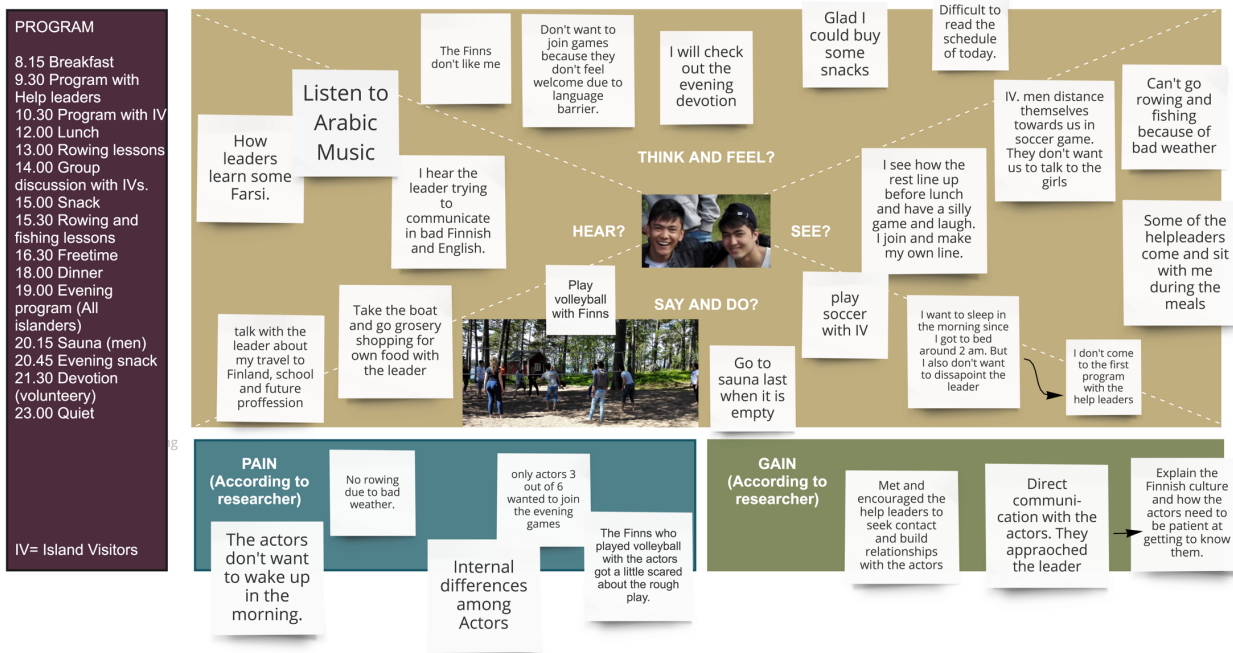 PROGRAM
8.15 Breakfast
9.30 Program with
Help leaders
10.30 Program with IV
12.00 Lunch
13.00 Rowing lessons
14.00 Group
discussion with IVs.
15.00 Snack
15.30 Rowing and
fishing lessons
16.30 Freetime
18.00 Dinner
19.00 Evening
program (All
islanders)
20.15 Sauna (men)
20.45 Evening snack
21.30 Devotion
(volunteery)
23.00 Quiet
IV= Island Visitors
THINK AND FEEL?
The Finns
don't like me
Don't want to
join games
because they
don't feel
welcome due to
language
barrier.
I will check
out the
evening
devotion
Glad I
could buy
some
snacks
Difficult to
read the
schedule
of today.
HEAR?
Listen to
Arabic
Music
How
leaders
learn some
Farsi.
I hear the
leader trying
to
communicate
in bad Finnish
and English.
SEE?
IV. men distance
themselves
towards us in
soccer game.
They don't want
us to talk to the
girls
Can't go
rowing and
fishing
because of
bad weather
I see how the
rest line up
before lunch
and have a silly
game and laugh.
I join and make
my own line.
Some of the
helpleaders
come and sit
with me
during the
meals
SAY AND DO?
Play
volleyball
with Finns
talk with the
leader about
my travel to
Finland, school
and future
proffession
Take the boat
and go grosery
shopping for
own food with
the leader
play
soccer
with IV
Go to
sauna last
when it is
empty
I want to sleep in
the morning since
I got to bed
around 2 am. But
I also don't want
to dissapoint the
leader
I don't come
to the first
program
with the
help leaders
PAIN
(According to
researcher)
No rowing
due to bad
weather.
only actors 3
out of 6
wanted to join
the evening
games
The actors
don't want
to wake up
in the
morning.
Internal
differences
among
Actors
The Finns who
played volleyball
with the actors
got a little scared
about the rough
play.
GAIN
(According to
researcher)
Met and
encouraged the
help leaders to
seek contact
and build
relationships
with the actors
Direct
communi-
cation with the
actors. They
appraoched
the leader
Explain the
Finnish culture
and how the
actors need to
be patient at
getting to know
them.